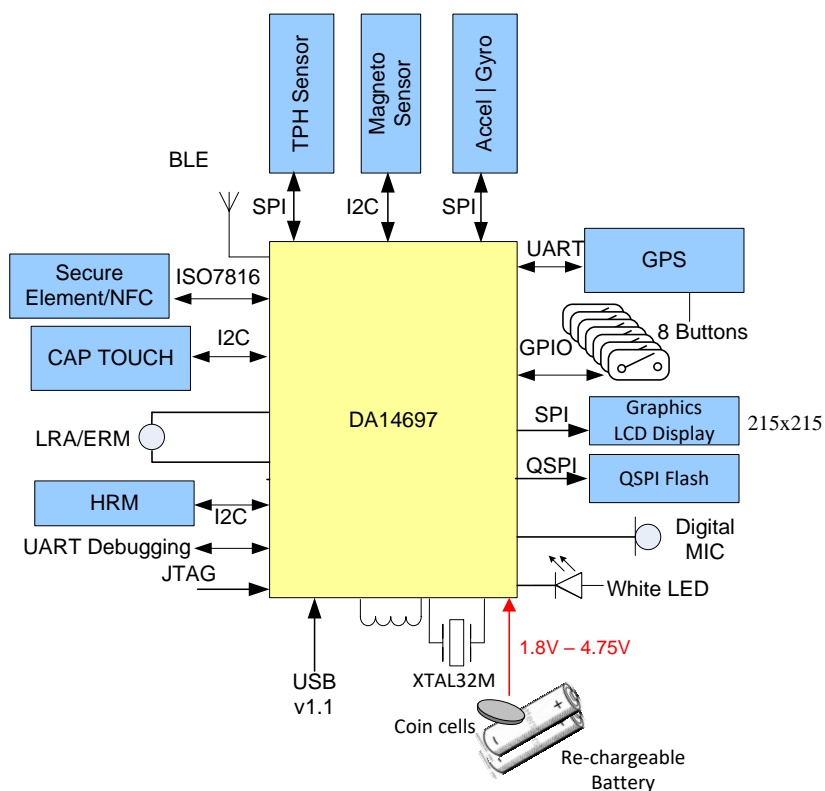 TPH Sensor
Magneto
Sensor
Accel | Gyro
BLE
SPI
I2C
SPI
UART
GPS
Secure
Element/NFC
ISO7816
8 Buttons
CAP TOUCH
I2C
GPIO
DA14697
LRA/ERM
SPI
Graphics
LCD Display
215x215
QSPI
QSPI Flash
HRM
I2C
Digital
MIC
UART Debugging
JTAG
White LED
1.8V – 4.75V
USB
v1.1
XTAL32M
Coin cells
Re-chargeable
Battery